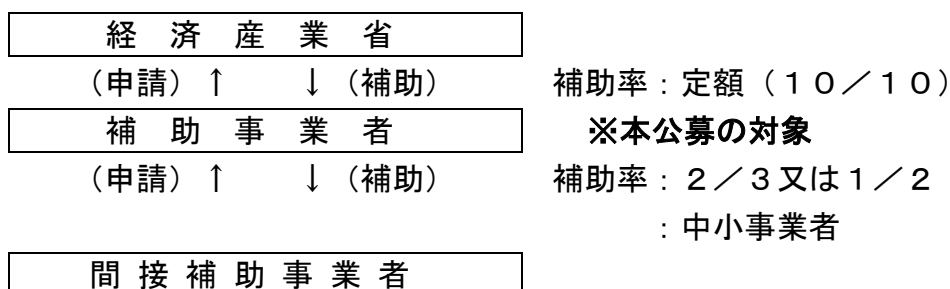 経 済 産 業 省
（申請）↑ ↓（補助） 補助率：定額（１０／１０）
補 助 事 業 者 ※本公募の対象
（申請）↑ ↓（補助） 補助率：２／３又は１／２
：中小事業者
間 接 補 助 事 業 者